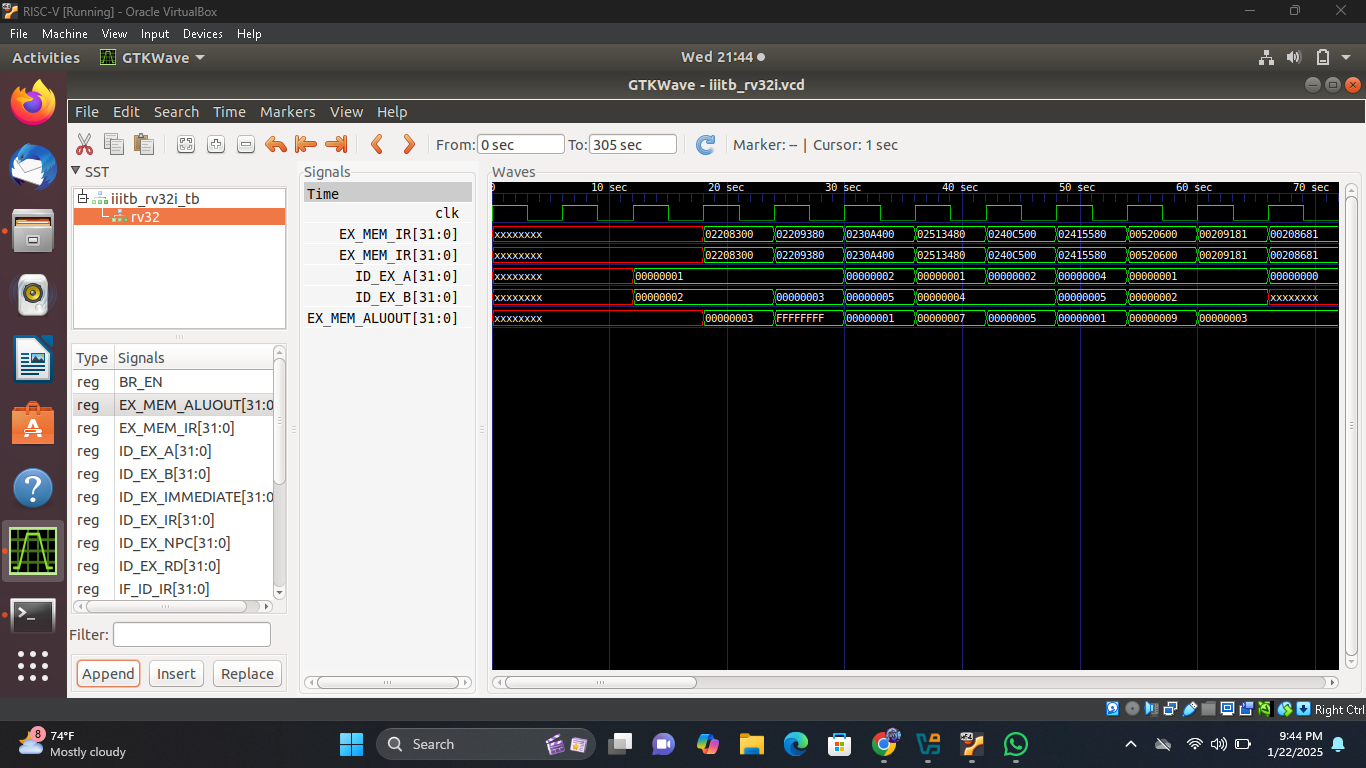 RISC-V [Running] - Oracle VirtualBox
File Machine View Input Devices Help
Activities GTKWave Wed 21:44
GTKWave - iiitb_rv32i.vcd
File Edit Search Time Markers View Help
From: 0 sec To: 305 sec Marker: -- | Cursor: 1 sec
SST
iiitb_rv32i_tb
rv32
Type Signals
reg BR_EN
reg EX_MEM_ALUOUT[31:0
reg EX_MEM_IR[31:0]
reg ID_EX_A[31:0]
reg ID_EX_B[31:0]
reg ID_EX_IMMEDIATE[31:0
reg ID_EX_IR[31:0]
reg ID_EX_NPC[31:0]
reg ID_EX_RD[31:0]
reg IF_ID_IR[31:0]
Filter:
Append Insert Replace
Signals
Time
clk
EX_MEM_IR[31:0]
EX_MEM_IR[31:0]
ID_EX_A[31:0]
ID_EX_B[31:0]
EX_MEM_ALUOUT[31:0]
Waves
0 10 sec 20 sec 30 sec 40 sec 50 sec 60 sec 70 sec
xxxxxxxx 02208300 02209380 0230A400 02513480 0240C500 02415580 00520600 00209181 00208681
xxxxxxxx 02208300 02209380 0230A400 02513480 0240C500 02415580 00520600 00209181 00208681
xxxxxxxx 00000001 00000002 00000001 00000002 00000004 00000001 00000000
xxxxxxxx 00000002 00000003 00000005 00000004 00000005 00000002 xxxxxxxx
xxxxxxxx 00000003 FFFFFFFF 00000001 00000007 00000005 00000001 00000009 00000003
Right Ctrl
8
74°F
Mostly cloudy
Search
9:44 PM
1/22/2025